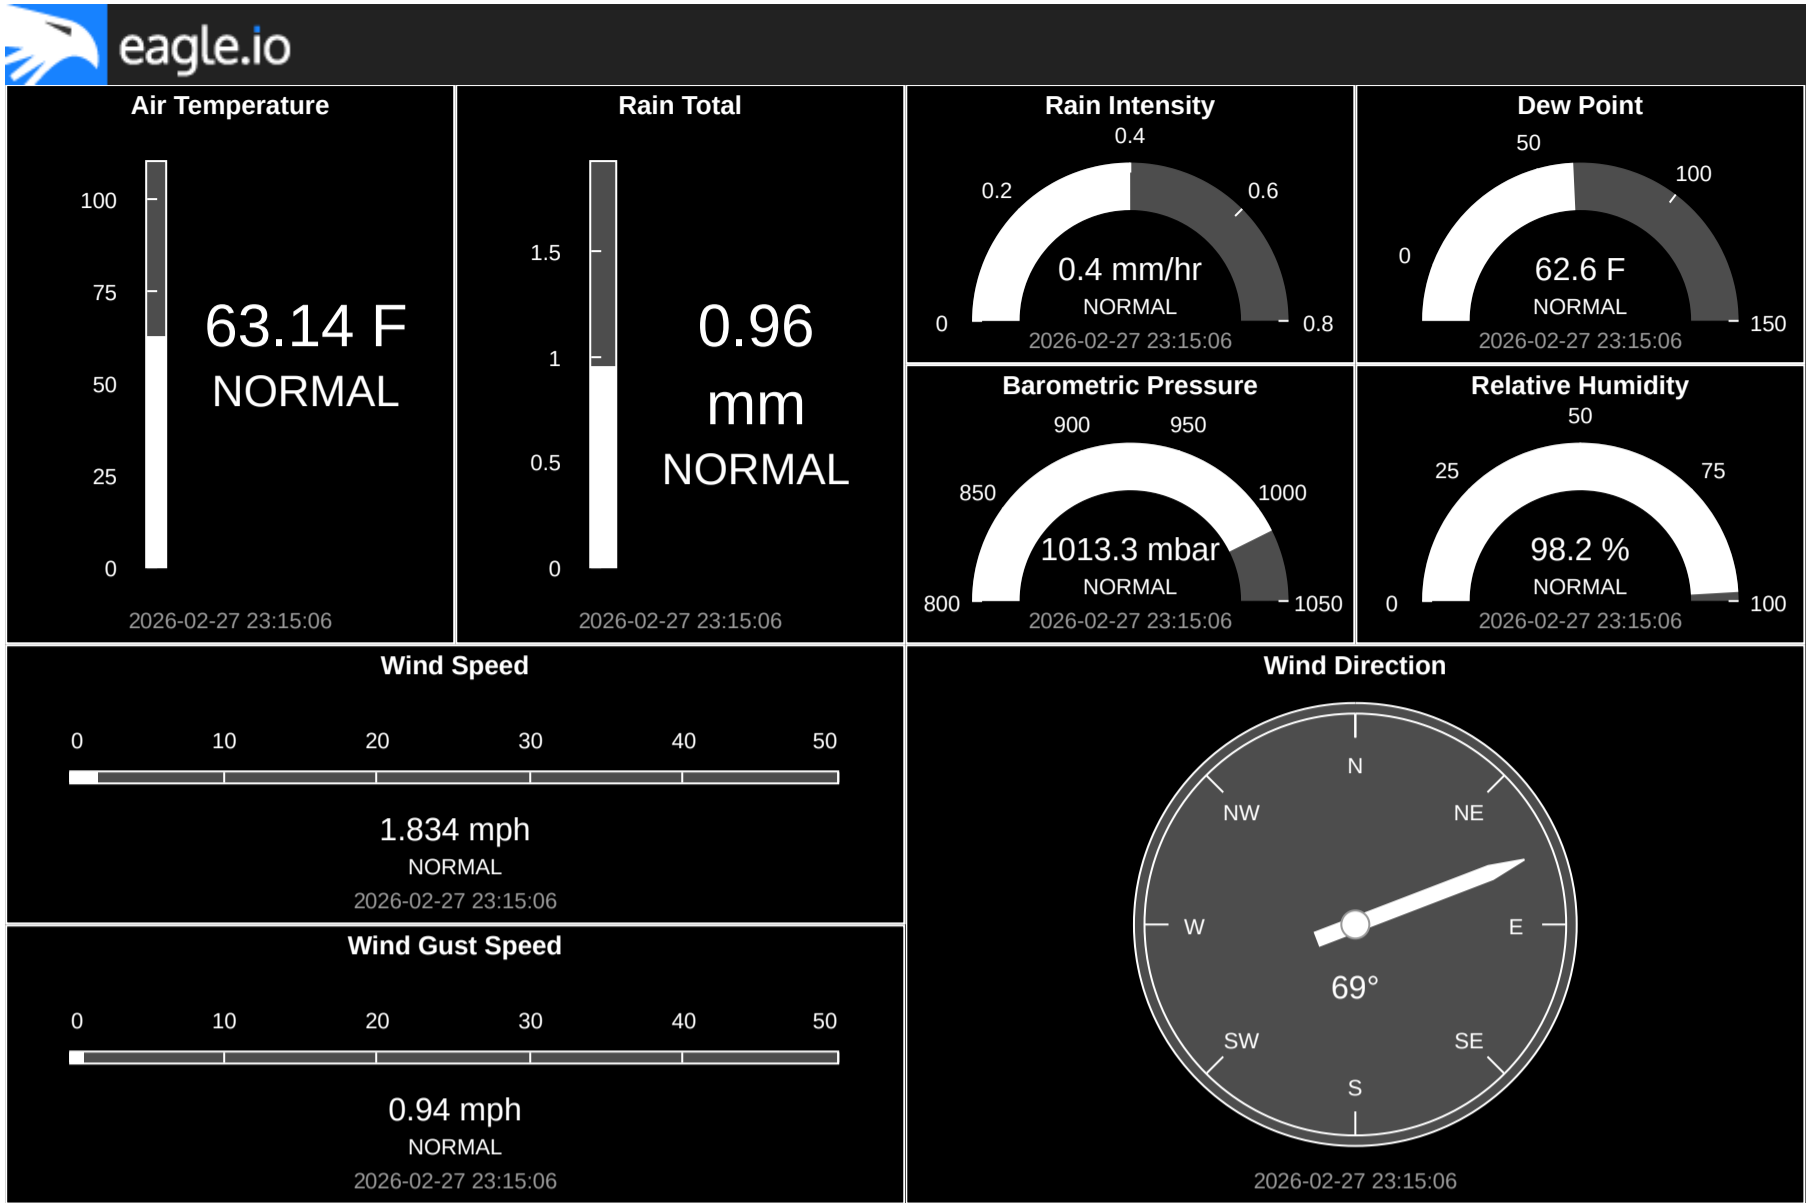 eagle.io
Air Temperature
100
75
50
25
0
63.14 F
NORMAL
2026-02-27 23:15:06
Rain Total
1.5
1
0.5
0
0.96
mm
NORMAL
2026-02-27 23:15:06
Rain Intensity
0.4
0.2
0.6
0
0.8
0.4 mm/hr
NORMAL
2026-02-27 23:15:06
Dew Point
50
100
0
150
62.6 F
NORMAL
2026-02-27 23:15:06
Barometric Pressure
900
950
850
1000
800
1050
1013.3 mbar
NORMAL
2026-02-27 23:15:06
Relative Humidity
50
25
75
0
100
98.2 %
NORMAL
2026-02-27 23:15:06
Wind Speed
0 10 20 30 40 50
1.834 mph
NORMAL
2026-02-27 23:15:06
Wind Gust Speed
0 10 20 30 40 50
0.94 mph
NORMAL
2026-02-27 23:15:06
Wind Direction
N
NW NE
W E
69°
SW SE
S
2026-02-27 23:15:06